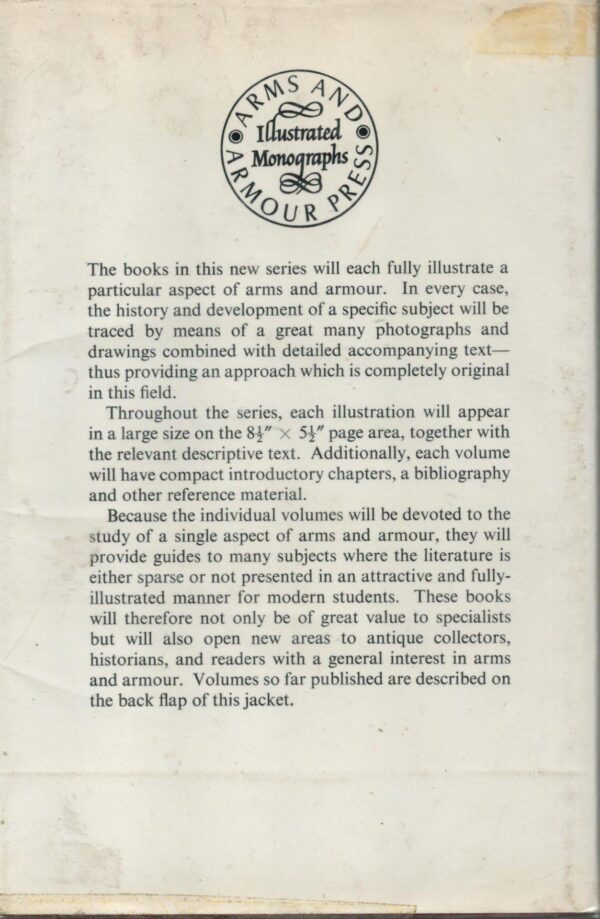 ARMS AND
Illustrated
Monographs
ARMOUR PRESS
The books in this new series will each fully illustrate a
particular aspect of arms and armour. In every case,
the history and development of a specific subject will be
traced by means of a great many photographs and
drawings combined with detailed accompanying text—
thus providing an approach which is completely original
in this field.
Throughout the series, each illustration will appear
in a large size on the 8½″ × 5½″ page area, together with
the relevant descriptive text. Additionally, each volume
will have compact introductory chapters, a bibliography
and other reference material.
Because the individual volumes will be devoted to the
study of a single aspect of arms and armour, they will
provide guides to many subjects where the literature is
either sparse or not presented in an attractive and fully-
illustrated manner for modern students. These books
will therefore not only be of great value to specialists
but will also open new areas to antique collectors,
historians, and readers with a general interest in arms
and armour. Volumes so far published are described on
the back flap of this jacket.